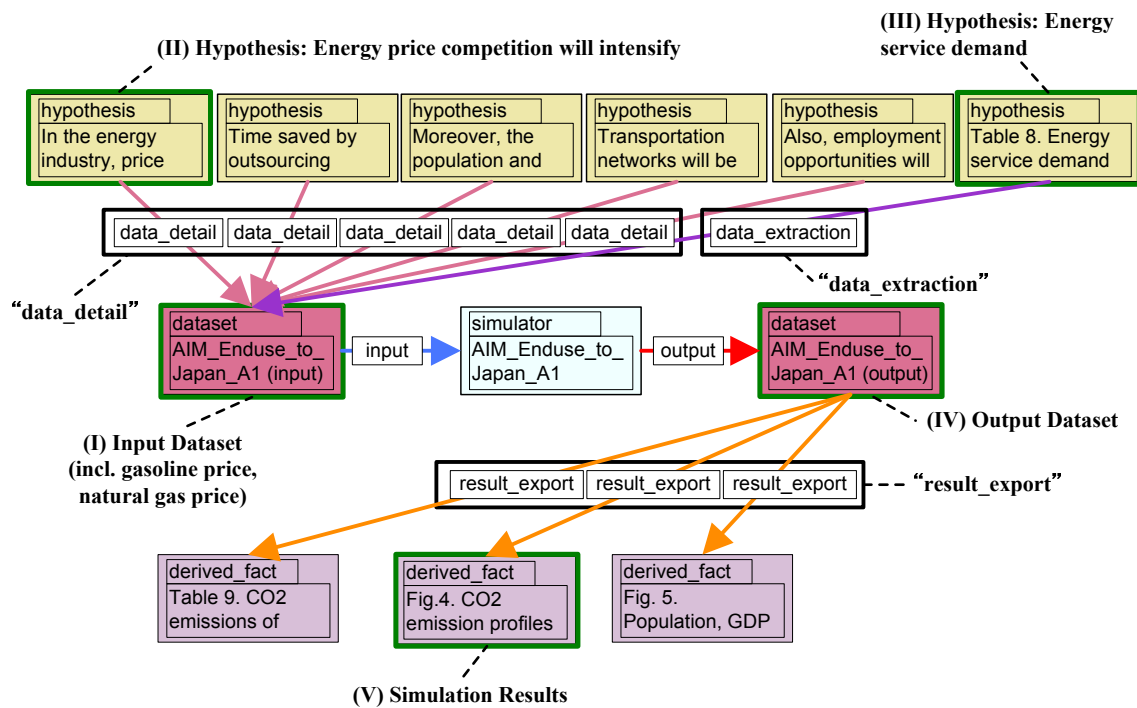 (II) Hypothesis: Energy price competition will intensify
(III) Hypothesis: Energy
service demand
hypothesis
In the energy
industry, price
hypothesis
Time saved by
outsourcing
hypothesis
Moreover, the
population and
hypothesis
Transportation
networks will be
hypothesis
Also, employment
opportunities will
hypothesis
Table 8. Energy
service demand
data_detail
data_detail
data_detail
data_detail
data_detail
data_extraction
“data_detail”
“data_extraction”
dataset
AIM_Enduse_to_
Japan_A1 (input)
input
simulator
AIM_Enduse_to_
Japan_A1
output
dataset
AIM_Enduse_to_
Japan_A1 (output)
(I) Input Dataset
(incl. gasoline price,
natural gas price)
(IV) Output Dataset
result_export
result_export
result_export
“result_export”
derived_fact
Table 9. CO2
emissions of
derived_fact
Fig.4. CO2
emission profiles
derived_fact
Fig. 5.
Population, GDP
(V) Simulation Results